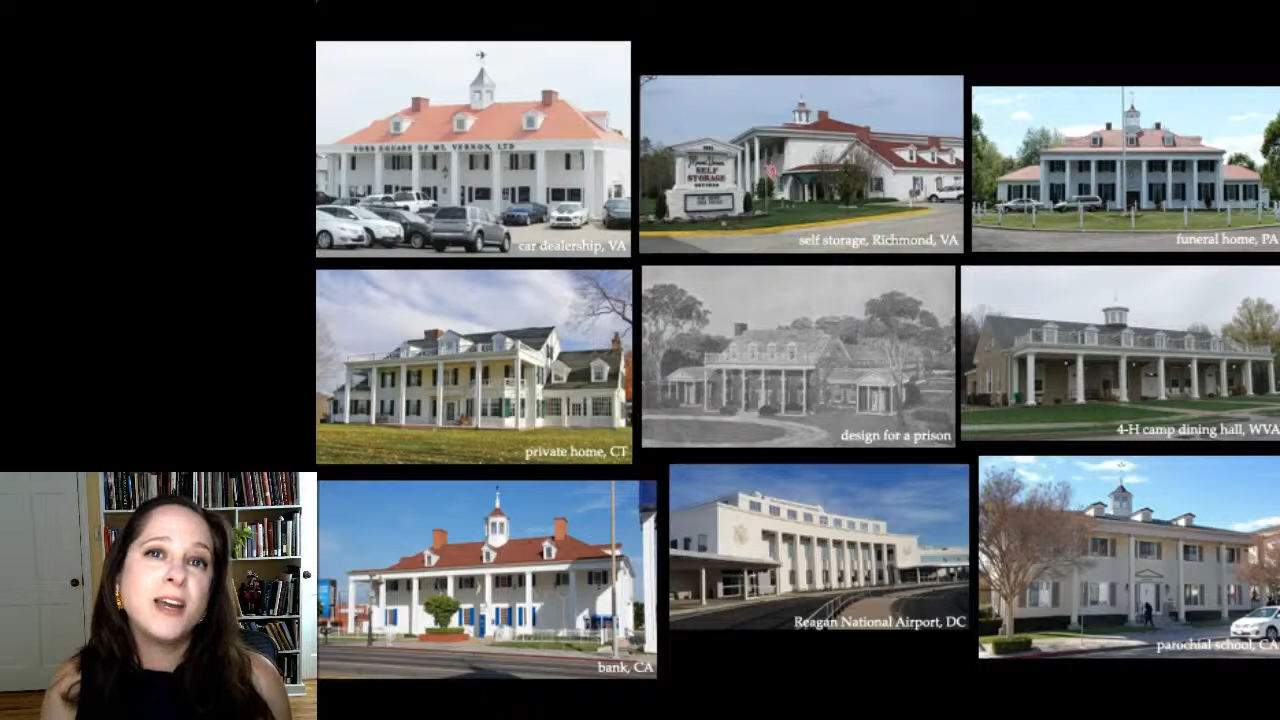 FORD SQUARE OF MT. VERNON, LTD
car dealership, VA
Mount Vernon
SELF
STORAGE
self storage, Richmond, VA
funeral home, PA
private home, CT
design for a prison
4-H camp dining hall, WVA
bank, CA
Reagan National Airport, DC
parochial school, CA